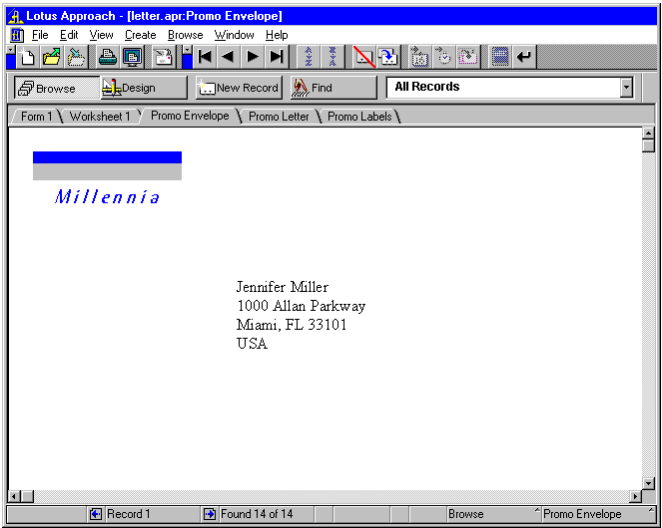 Lotus Approach - [letter.apr:Promo Envelope]
File Edit View Create Browse Window Help
Browse Design New Record Find All Records
Form 1 Worksheet 1 Promo Envelope Promo Letter Promo Labels
Millennia
Jennifer Miller
1000 Allan Parkway
Miami, FL 33101
USA
Record 1 Found 14 of 14 Browse Promo Envelope